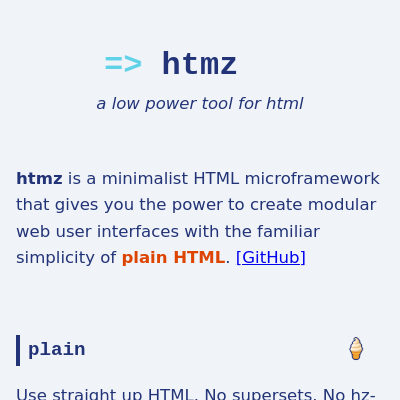 => htmz
a low power tool for html
htmz is a minimalist HTML microframework
that gives you the power to create modular
web user interfaces with the familiar
simplicity of plain HTML. [GitHub]
plain
Use straight up HTML. No supersets. No hz-